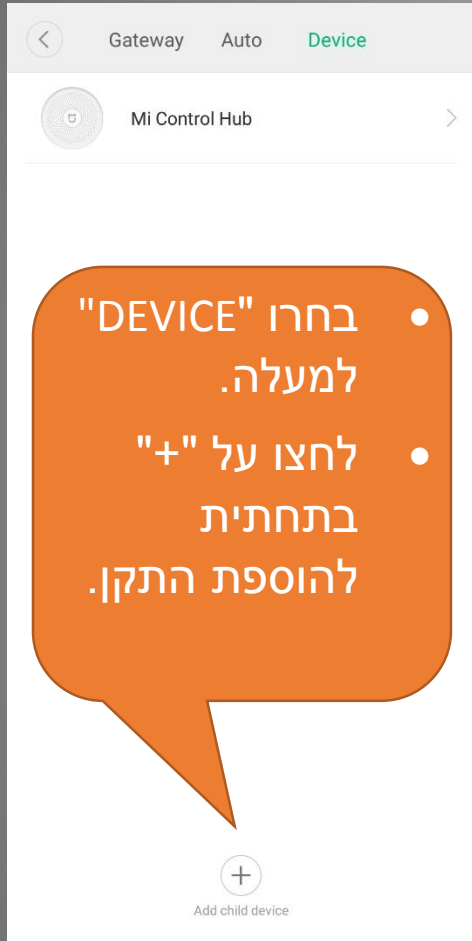 Gateway Auto Device
Mi Control Hub
• בחרו "DEVICE"
למעלה.
• לחצו על "+"
בתחתית
להוספת התקן.
Add child device